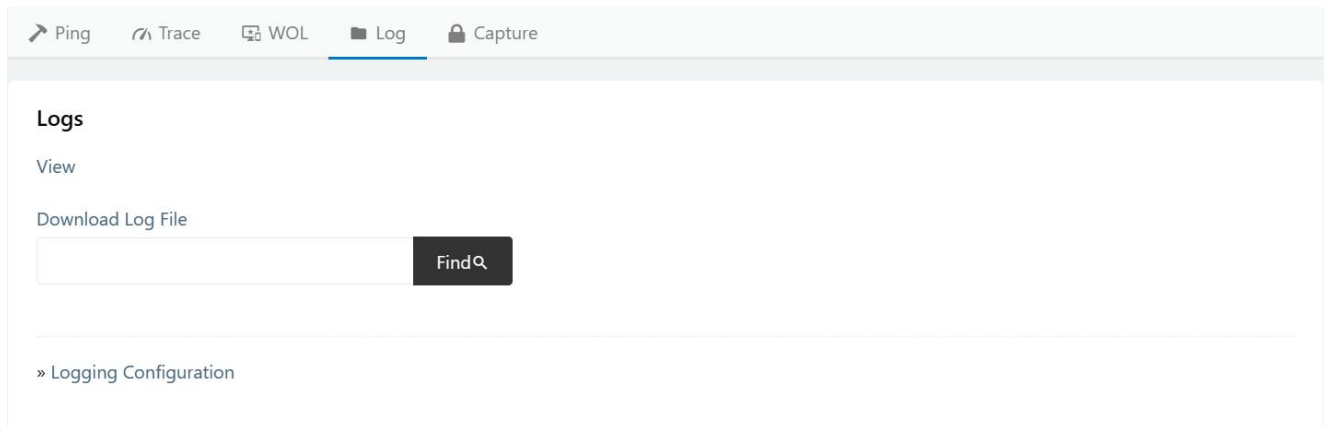 Ping Trace WOL Log Capture
Logs
View
Download Log File
Find
» Logging Configuration